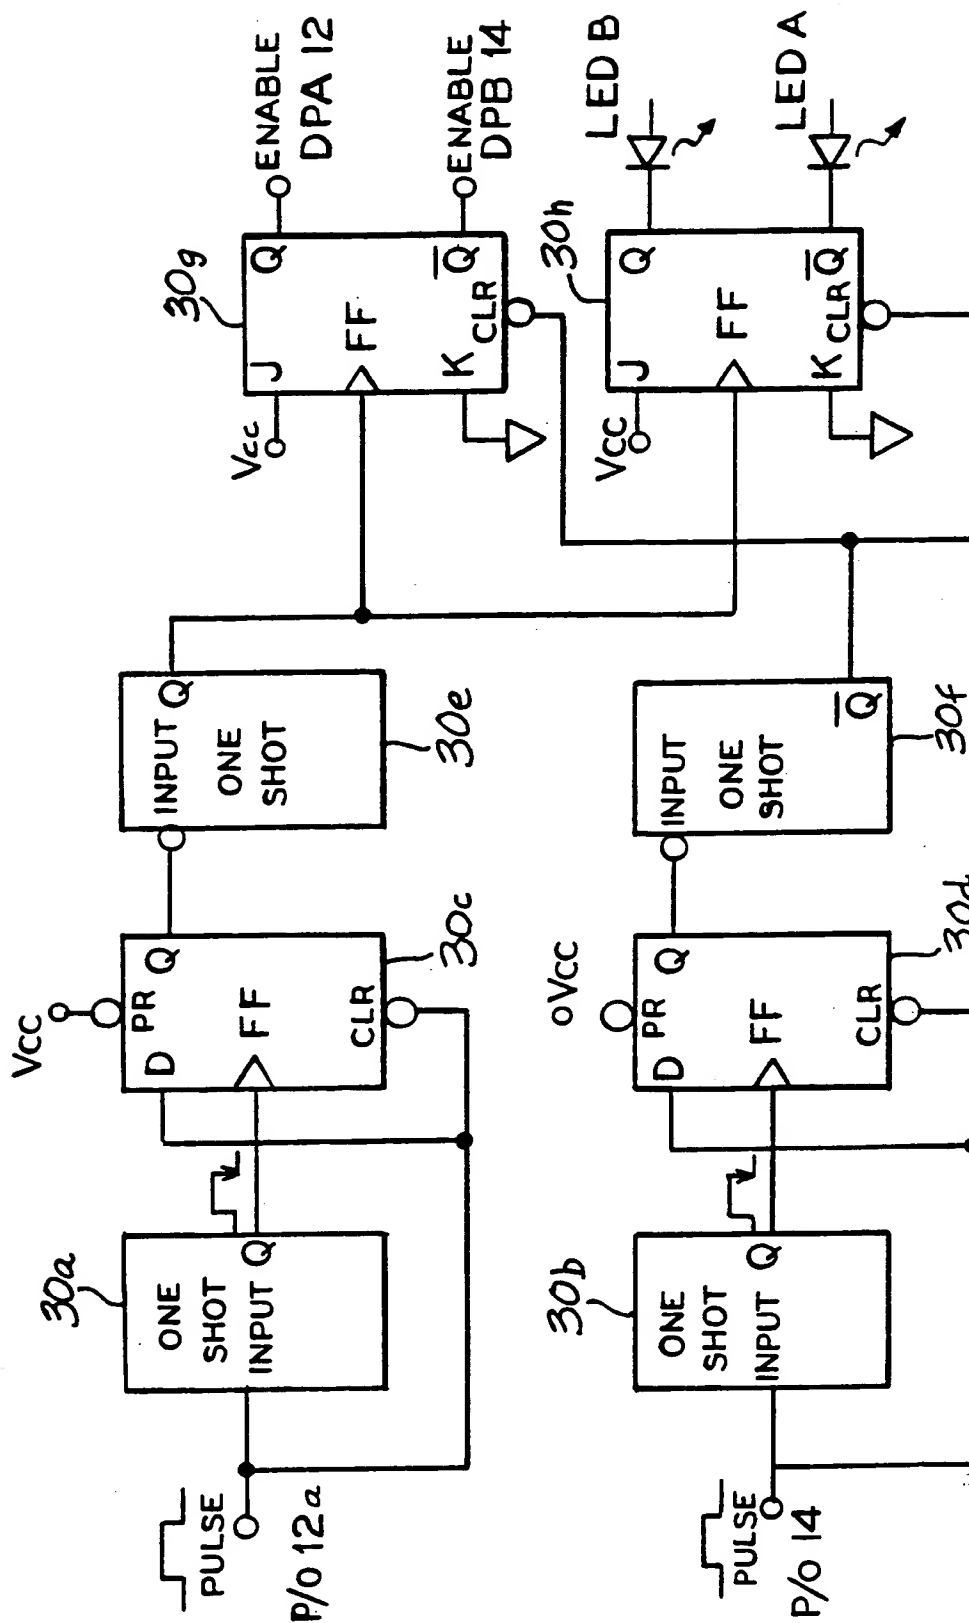 PULSE
P/O 12a
30a
ONE
SHOT
INPUT
Q
Vcc
PR
D
Q
FF
CLR
30c
INPUT
Q
ONE
SHOT
30e
30g
Vcc
J
Q
FF
K
CLR
Q
ENABLE
DPA 12
ENABLE
DPB 14
PULSE
P/O 14
30b
ONE
SHOT
INPUT
Q
Vcc
PR
D
Q
FF
CLR
30d
INPUT
ONE
SHOT
Q
30f
30h
VCC
J
Q
FF
K
CLR
Q
LED B
LED A